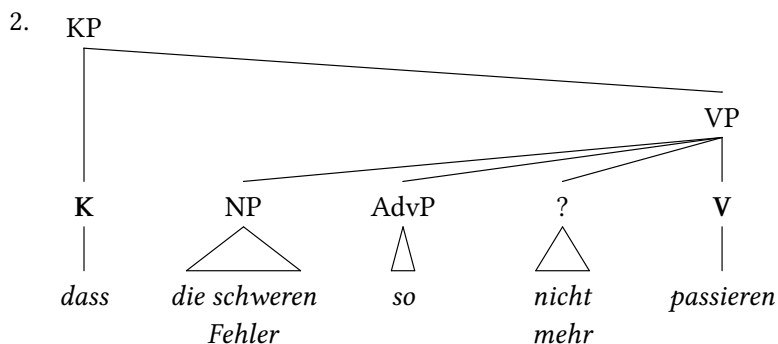 2. KP
VP
K NP AdvP ? V
dass die schweren so nicht passieren
Fehler mehr